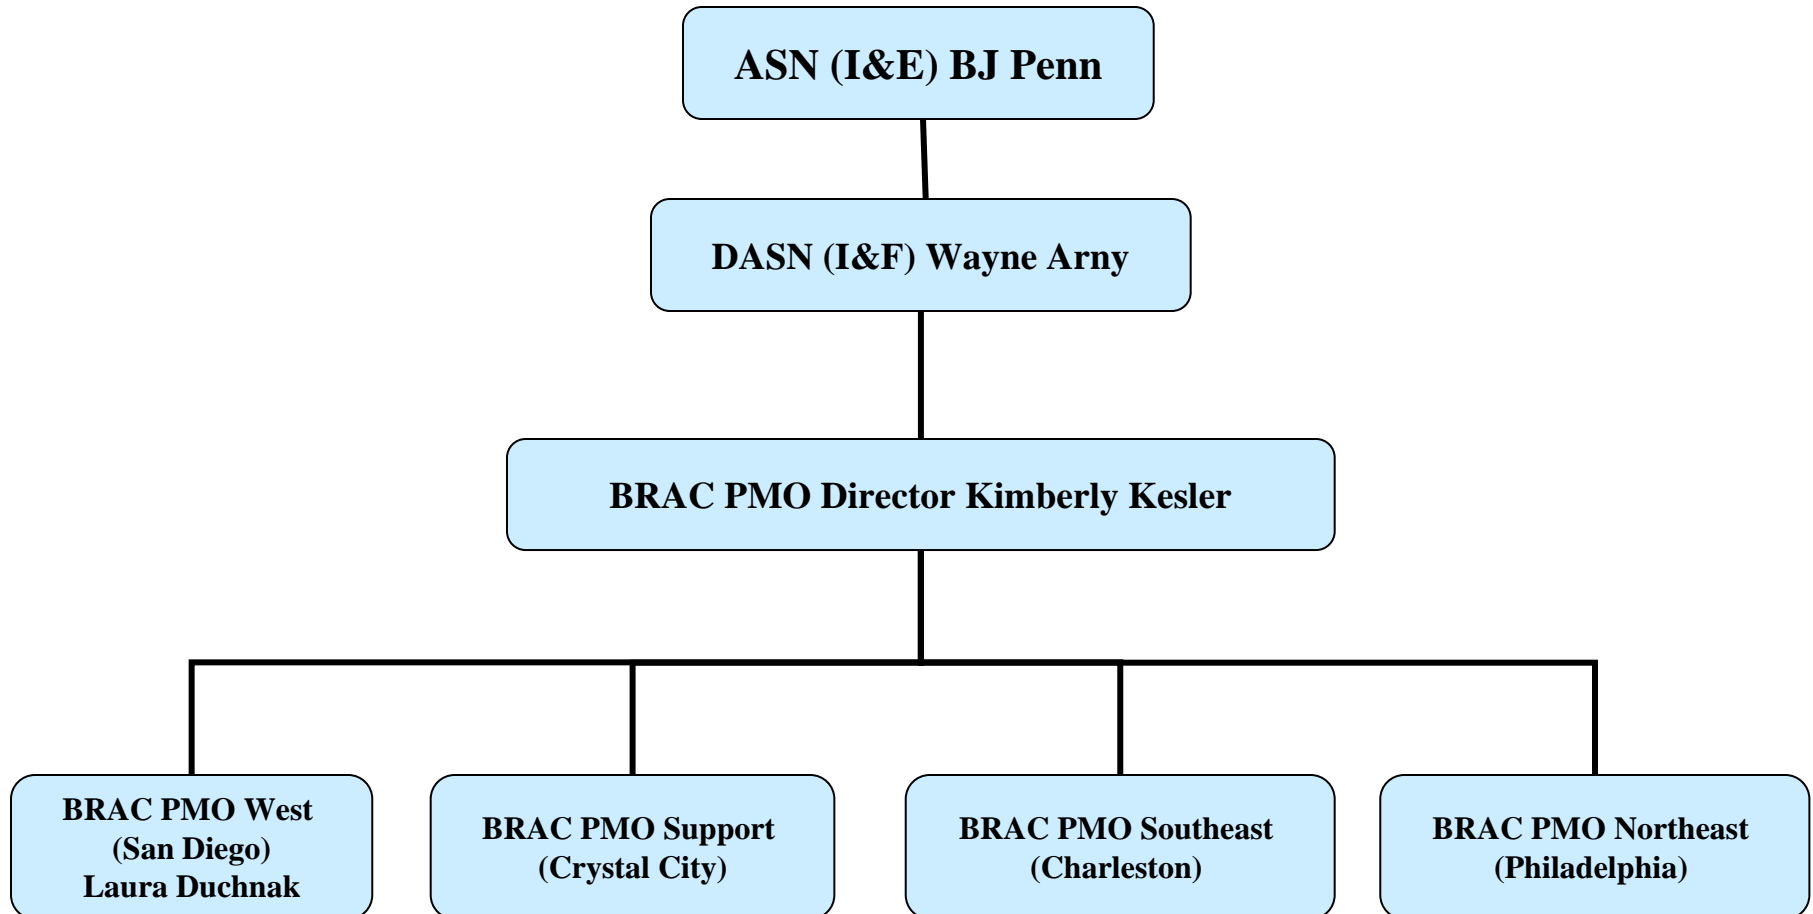 ASN (I&E) BJ Penn
DASN (I&F) Wayne Arny
BRAC PMO Director Kimberly Kesler
BRAC PMO West
(San Diego)
Laura Duchnak
BRAC PMO Support
(Crystal City)
BRAC PMO Southeast
(Charleston)
BRAC PMO Northeast
(Philadelphia)